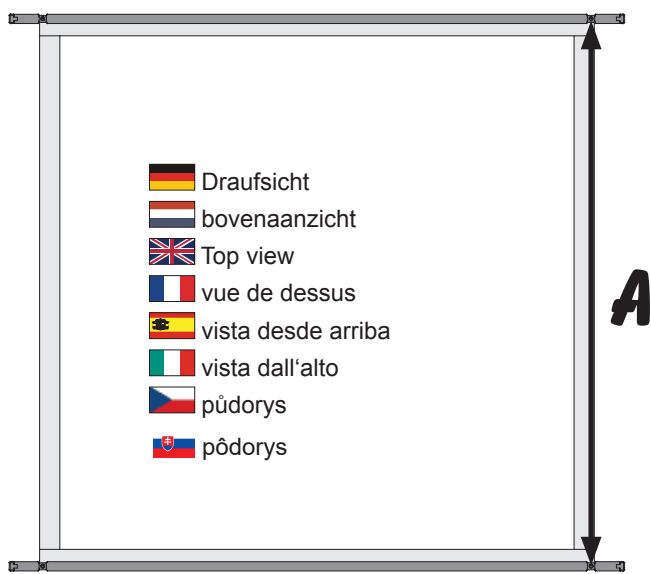 Draufsicht
bovenaanzicht
Top view
vue de dessus
A
vista desde arriba
vista dall‘alto
půdorys
pôdorys